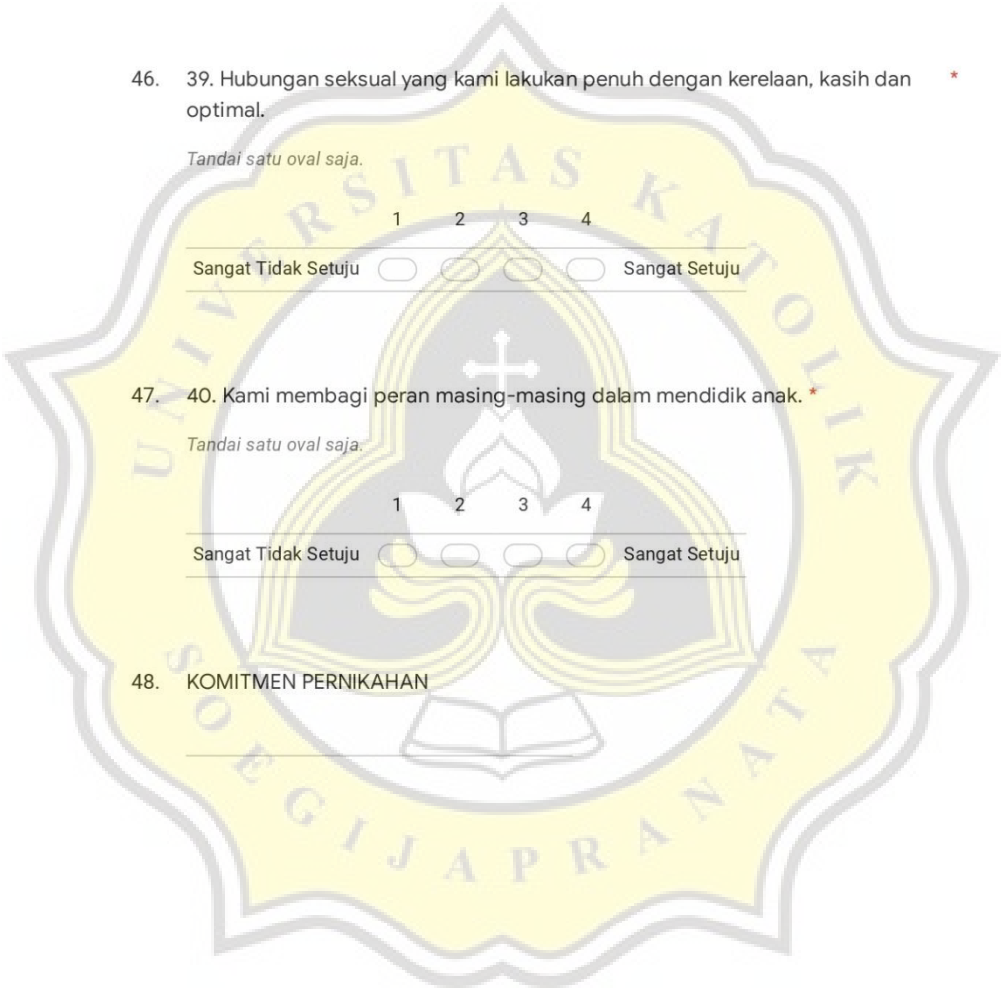 46. 39. Hubungan seksual yang kami lakukan penuh dengan kerelaan, kasih dan *
optimal.
Tandai satu oval saja.
1 2 3 4
Sangat Tidak Setuju Sangat Setuju
47. 40. Kami membagi peran masing-masing dalam mendidik anak. *
Tandai satu oval saja.
1 2 3 4
Sangat Tidak Setuju Sangat Setuju
48. KOMITMEN PERNIKAHAN
UNIVERSITAS KATOLIK
SOEGIJAPRANATA